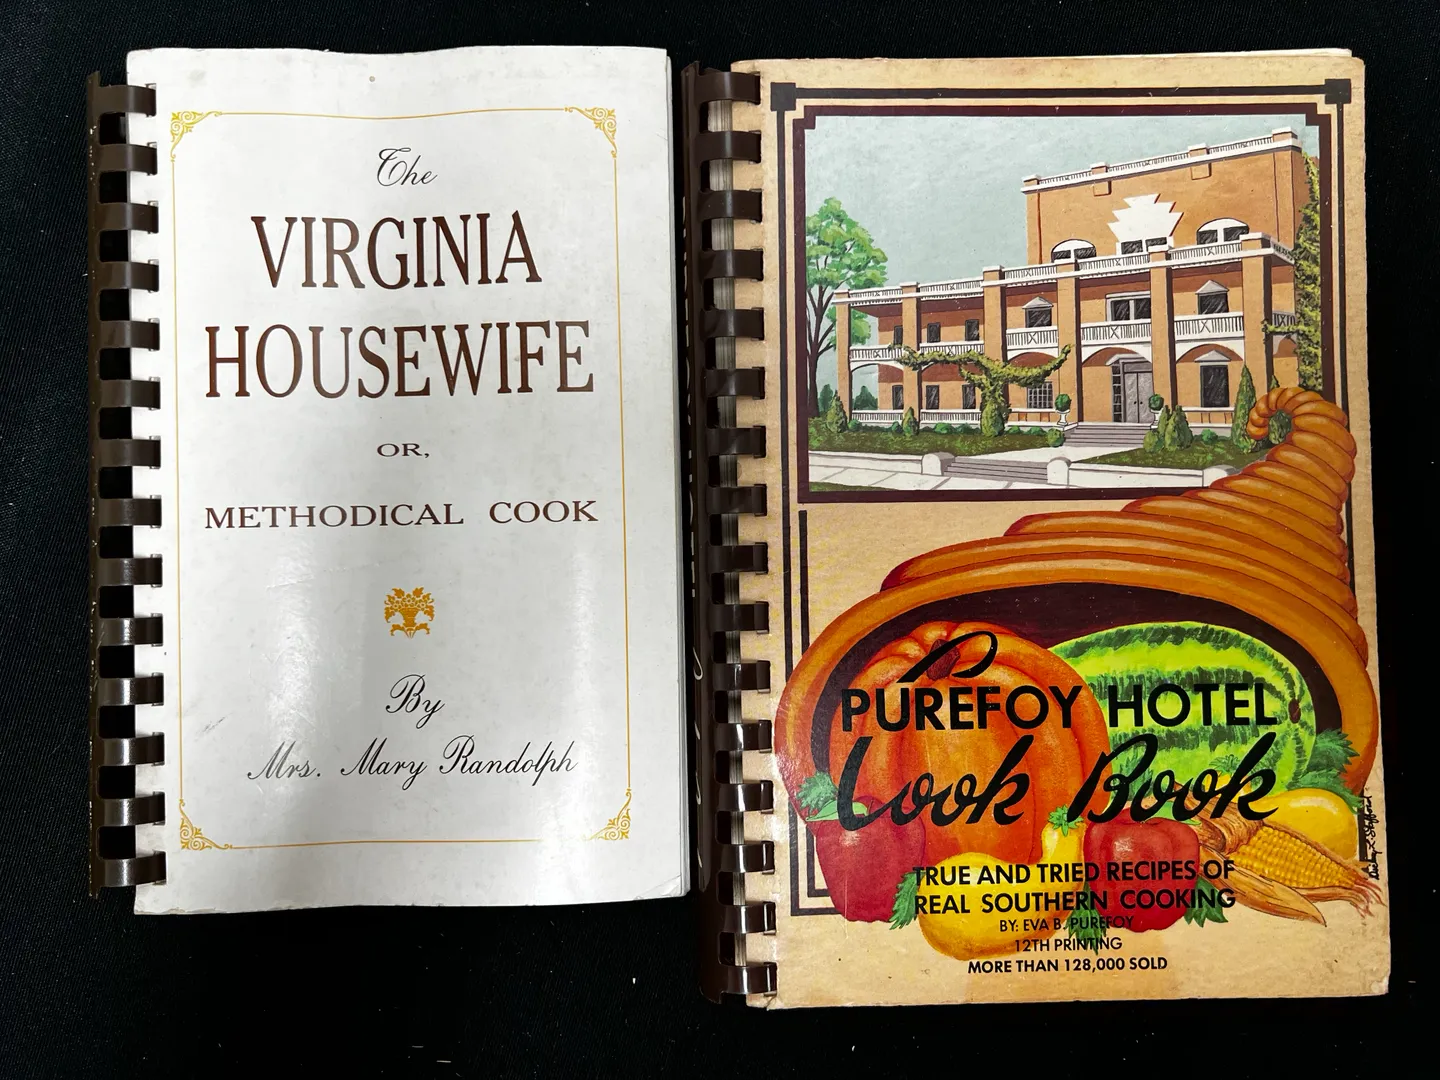 The
VIRGINIA
HOUSEWIFE
OR,
METHODICAL COOK
By
Mrs. Mary Randolph
PUREFOY HOTEL
Cook Book
TRUE AND TRIED RECIPES OF
REAL SOUTHERN COOKING
BY: EVA B. PUREFOY
12TH PRINTING
MORE THAN 128,000 SOLD